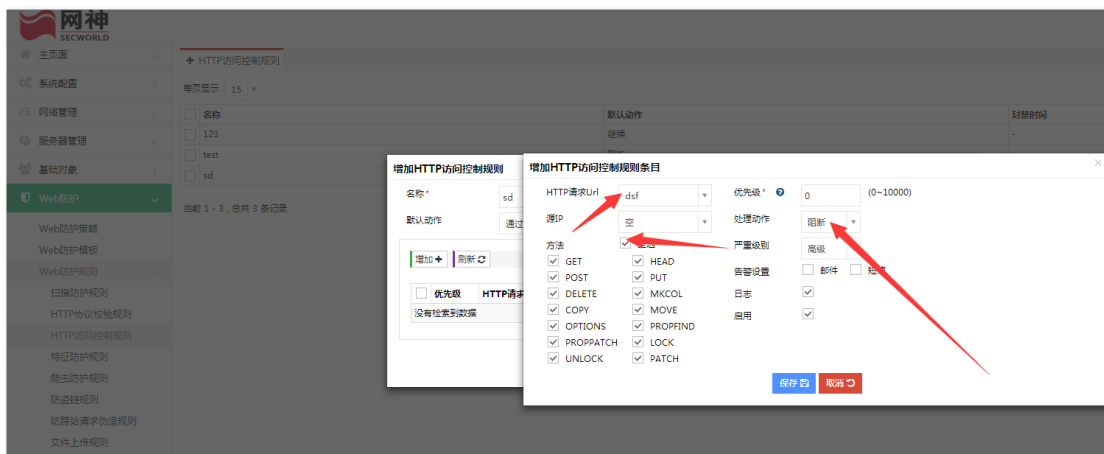 网神
SECWORLD
主页面
系统配置
网络管理
服务器管理
基础对象
Web防护
Web防护策略
Web防护模板
Web防护规则
扫描防护规则
HTTP协议校验规则
HTTP访问控制规则
特征防护规则
爬虫防护规则
防盗链规则
防跨站请求伪造规则
文件上传规则
HTTP访问控制规则
每页显示 15
名称 默认动作 封禁时间
123 继续 -
test
sd
当前 1 - 3 , 总共 3 条记录
增加HTTP访问控制规则
名称 * sd
默认动作 通过
增加 刷新
优先级 HTTP请求
没有检索到数据
增加HTTP访问控制规则条目
HTTP请求Url dsf 优先级 * 0 (0~10000)
源IP 空 处理动作 阻断
方法 严重级别 高级
GET HEAD 告警设置 邮件
POST PUT
DELETE MKCOL 日志
COPY MOVE 启用
OPTIONS PROPFIND
PROPPATCH LOCK
UNLOCK PATCH
保存 取消